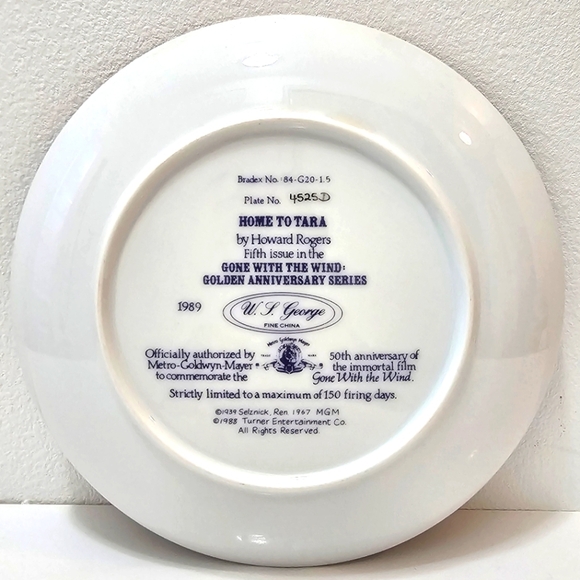 Bradex No. 84-G20-1.5
Plate No. 4525D
HOME TO TARA
by Howard Rogers
Fifth issue in the
GONE WITH THE WIND:
GOLDEN ANNIVERSARY SERIES
1989
W. S. George
FINE CHINA
Officially authorized by
Metro-Goldwyn-Mayer
to commemorate the
Metro Goldwyn Mayer
TRADE MARK
50th anniversary of
the immortal film
Gone With the Wind.
Strictly limited to a maximum of 150 firing days.
©1939 Selznick, Ren. 1967 MGM
©1988 Turner Entertainment Co.
All Rights Reserved.